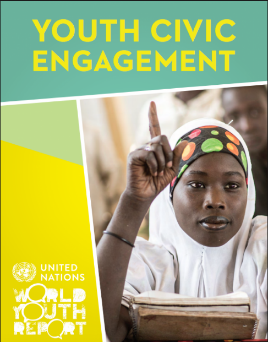 YOUTH CIVIC
ENGAGEMENT
UNITED
NATIONS
WORLD
YOUTH
REPORT